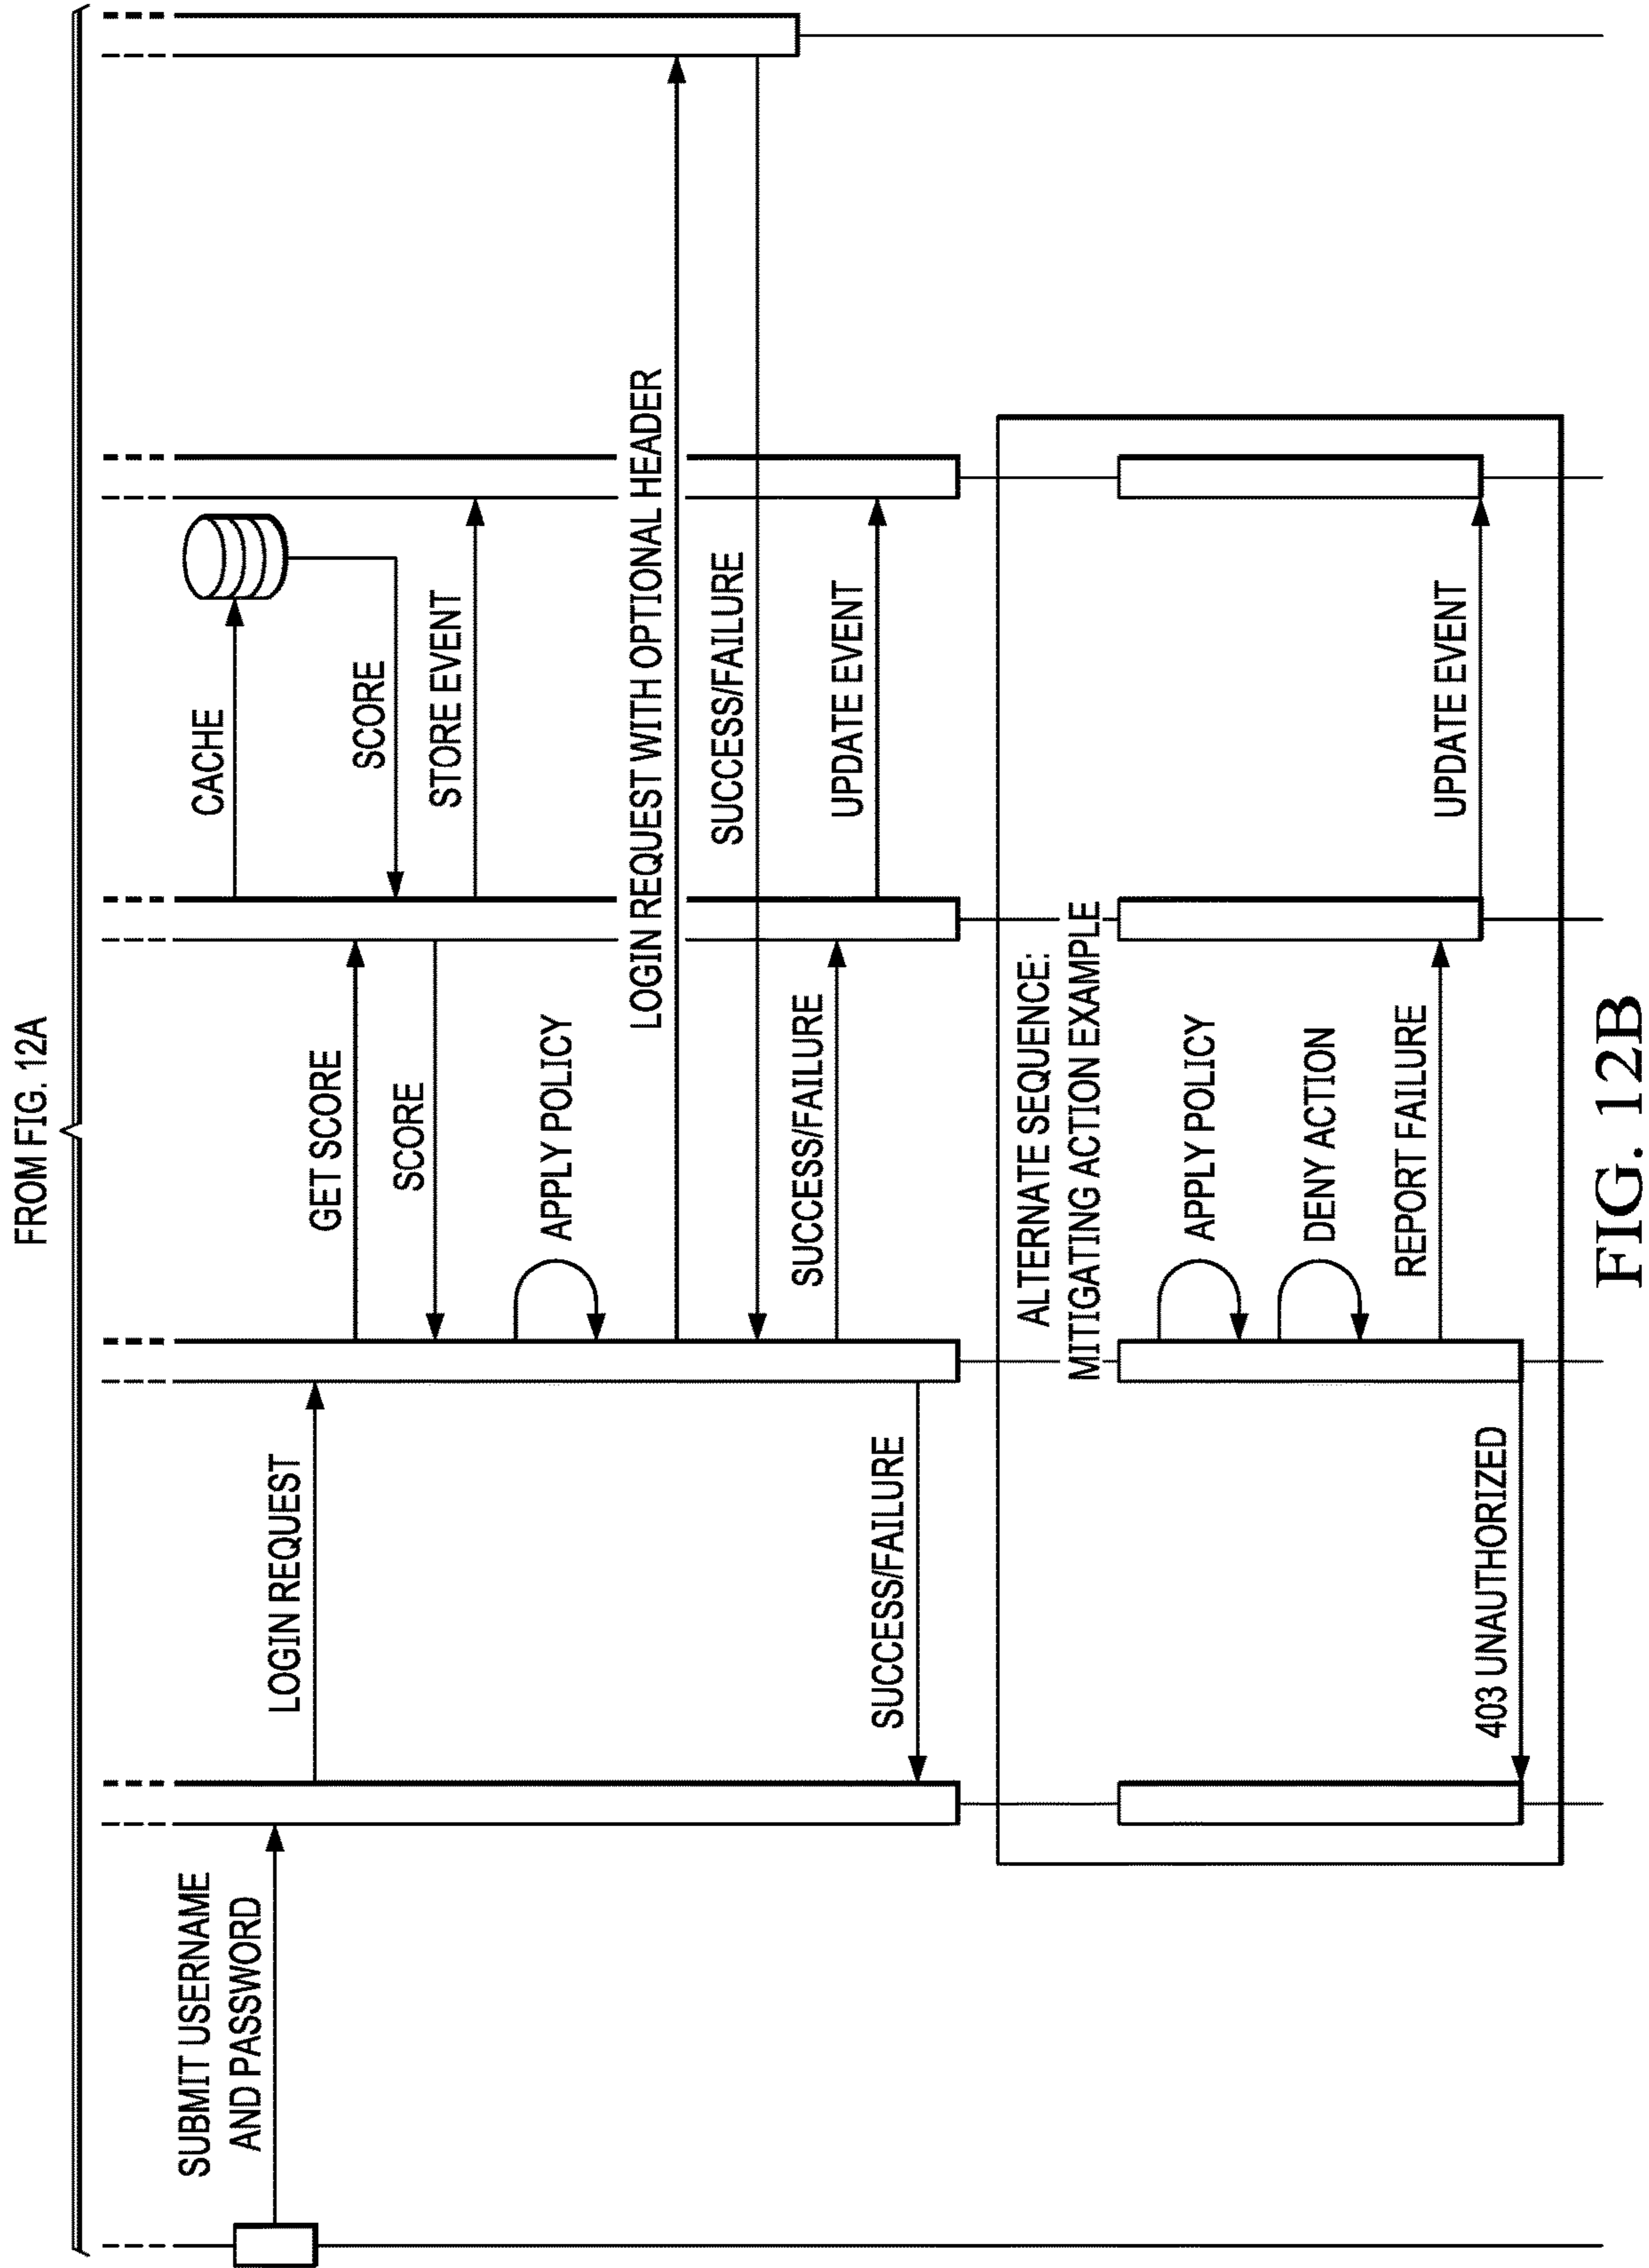 FROM FIG. 12A
SUBMIT USERNAME
AND PASSWORD
CACHE
LOGIN REQUEST
GET SCORE
SCORE
SCORE
STORE EVENT
APPLY POLICY
LOGIN REQUEST WITH OPTIONAL HEADER
SUCCESS/FAILURE
SUCCESS/FAILURE
UPDATE EVENT
SUCCESS/FAILURE
ALTERNATE SEQUENCE:
MITIGATING ACTION EXAMPLE
APPLY POLICY
DENY ACTION
REPORT FAILURE
UPDATE EVENT
403 UNAUTHORIZED
FIG. 12B